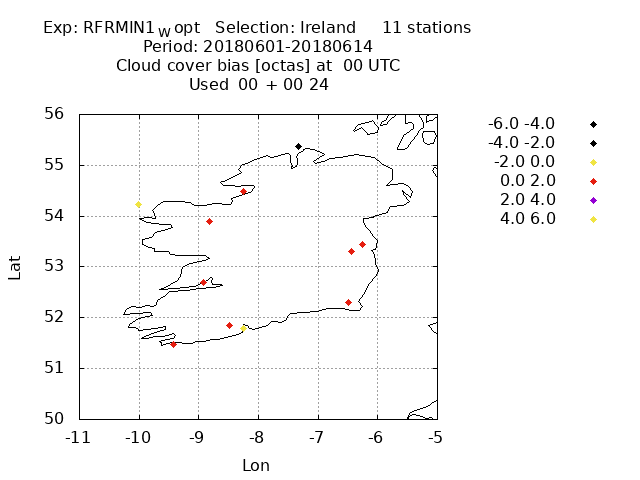 Exp: RFRMIN1_W opt Selection: Ireland 11 stations
Period: 20180601-20180614
Cloud cover bias [octas] at 00 UTC
Used 00 + 00 24
56
55
54
53
52
51
50
-11 -10 -9 -8 -7 -6 -5
Lat
Lon
-6.0 -4.0
-4.0 -2.0
-2.0 0.0
0.0 2.0
2.0 4.0
4.0 6.0